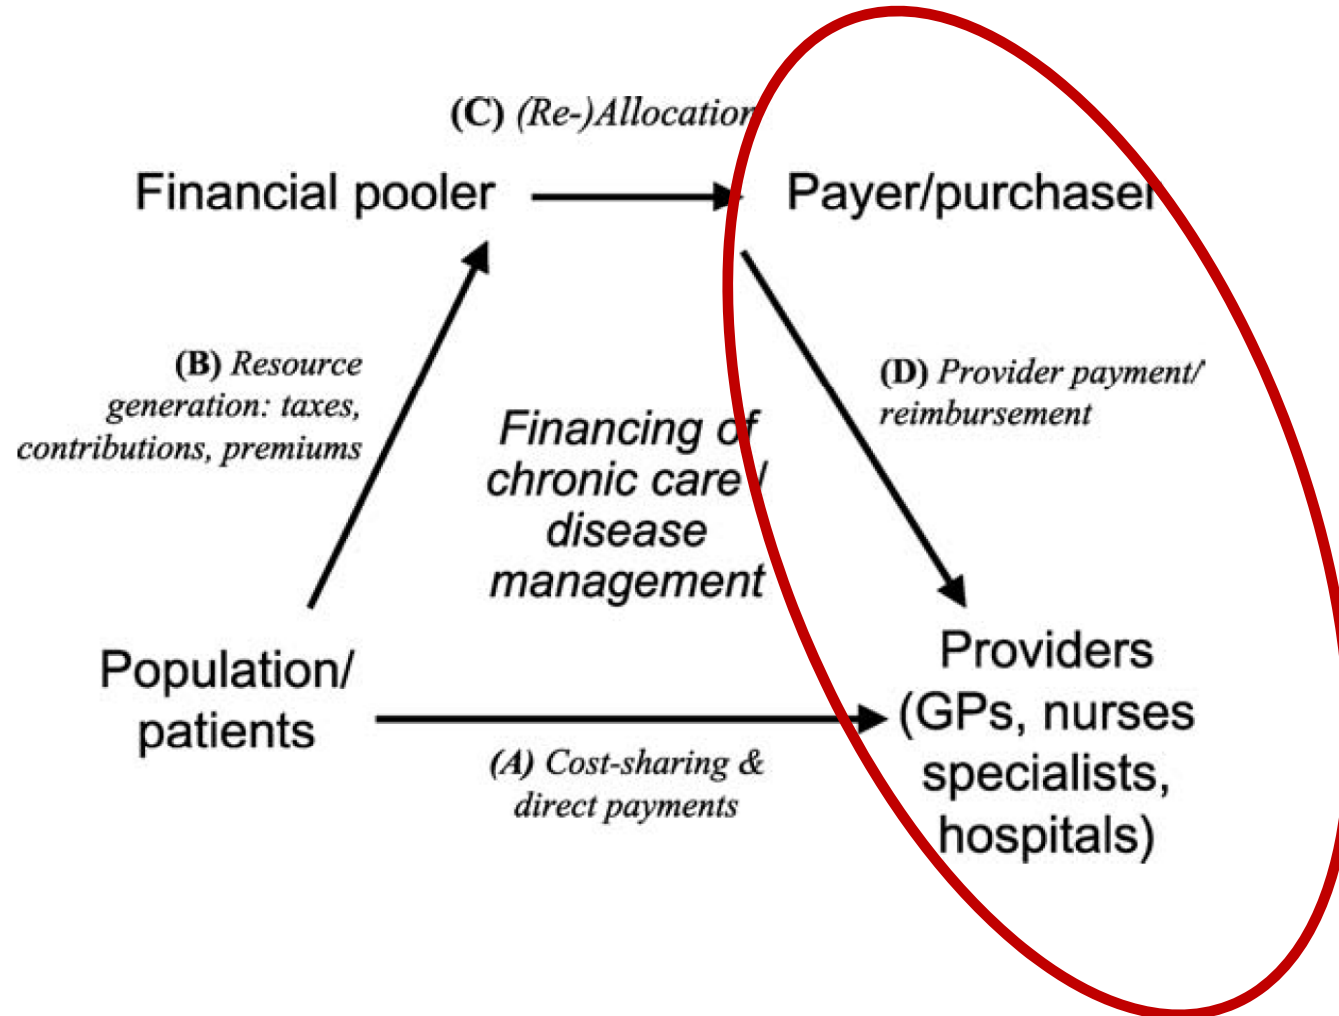 (C) (Re-)Allocation
Financial pooler
Payer/purchaser
(B) Resource
generation: taxes,
contributions, premiums
(D) Provider payment/
reimbursement
Financing of
chronic care /
disease
management
Population/
patients
Providers
(GPs, nurses
specialists,
hospitals)
(A) Cost-sharing &
direct payments